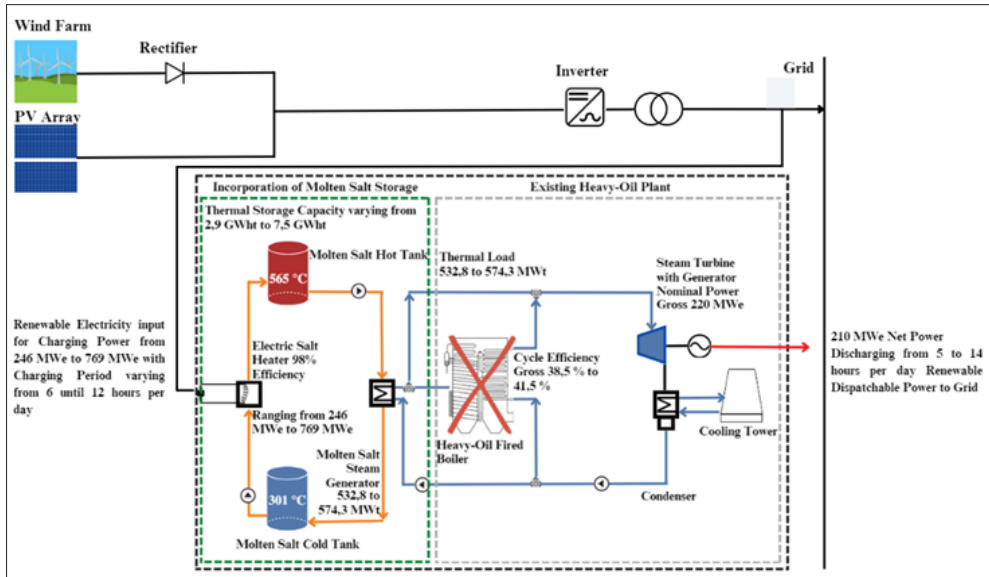 Wind Farm
Rectifier
PV Array
Inverter
Grid
Incorporation of Molten Salt Storage
Existing Heavy-Oil Plant
Thermal Storage Capacity varying from
2,9 GWht to 7,5 GWht
Molten Salt Hot Tank
565 °C
Thermal Load
532,8 to 574,3 MWt
Steam Turbine
with Generator
Nominal Power
Gross 220 MWe
Renewable Electricity input
for Charging Power from
246 MWe to 769 MWe with
Charging Period varying
from 6 until 12 hours per
day
Electric Salt
Heater 98%
Efficiency
Ranging from 246
MWe to 769 MWe
Cycle Efficiency
Gross 38,5 % to
41,5 %
Heavy-Oil Fired
Boiler
210 MWe Net Power
Discharging from 5 to 14
hours per day Renewable
Dispatchable Power to Grid
Cooling Tower
Molten Salt
Steam
Generator
532,8 to
574,3 MWt
301 °C
Molten Salt Cold Tank
Condenser